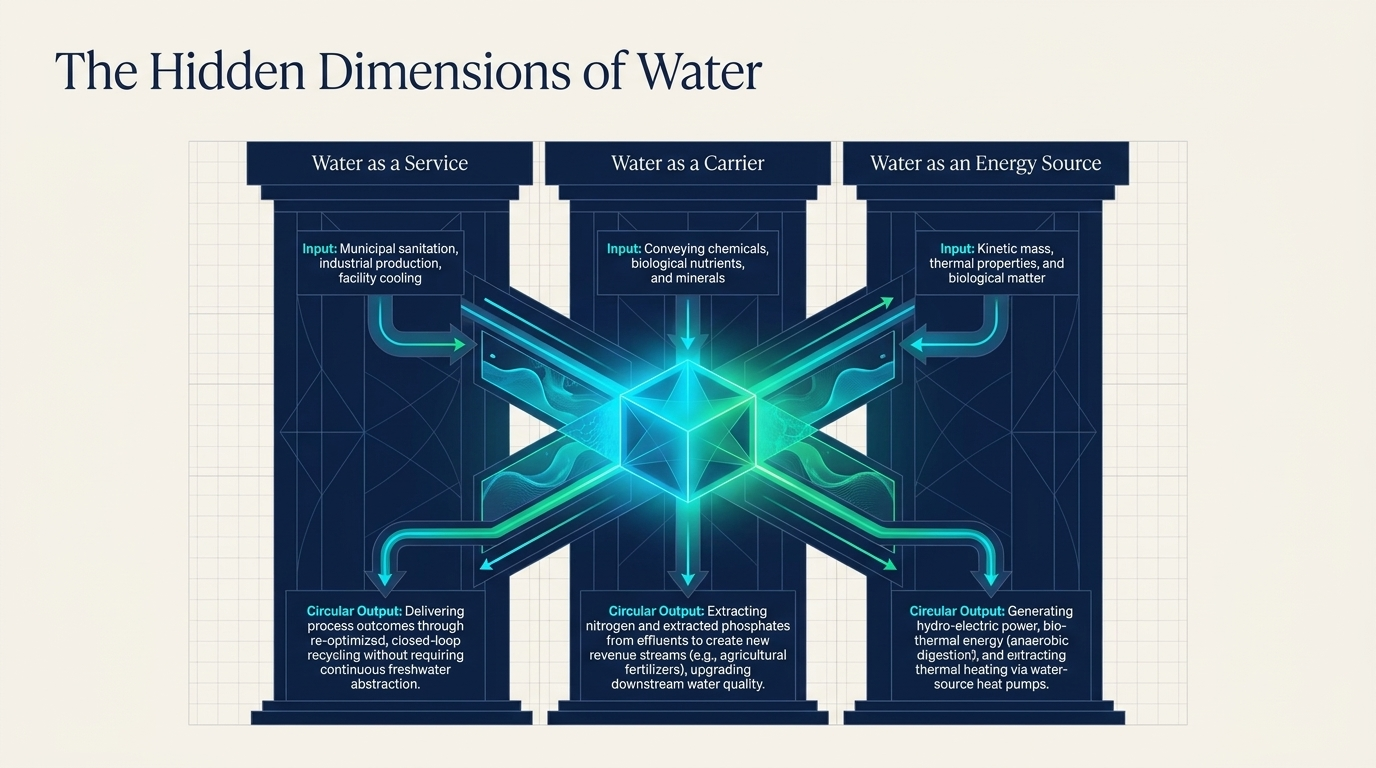 The Hidden Dimensions of Water
Water as a Service
Input: Municipal sanitation,
industrial production,
facility cooling
Circular Output: Delivering
process outcomes through
re-optimizsd, closed-loop
recycling without requiring
continuous freshwater
abstraction.
Water as a Carrier
Input: Conveying chemicals,
biological nutrients,
and minerals
Circular Output: Extracting
nitrogen and extracted phosphates
from effluents to create new
revenue streams (e.g., agricultural
fertilizers), upgrading
downstream water quality.
Water as an Energy Source
Input: Kinetic mass,
thermal properties, and
biological matter
Circular Output: Generating
hydro-electric power, bio-
thermal energy (anaerobic
digestion), and extracting
thermal heating via water-
source heat pumps.